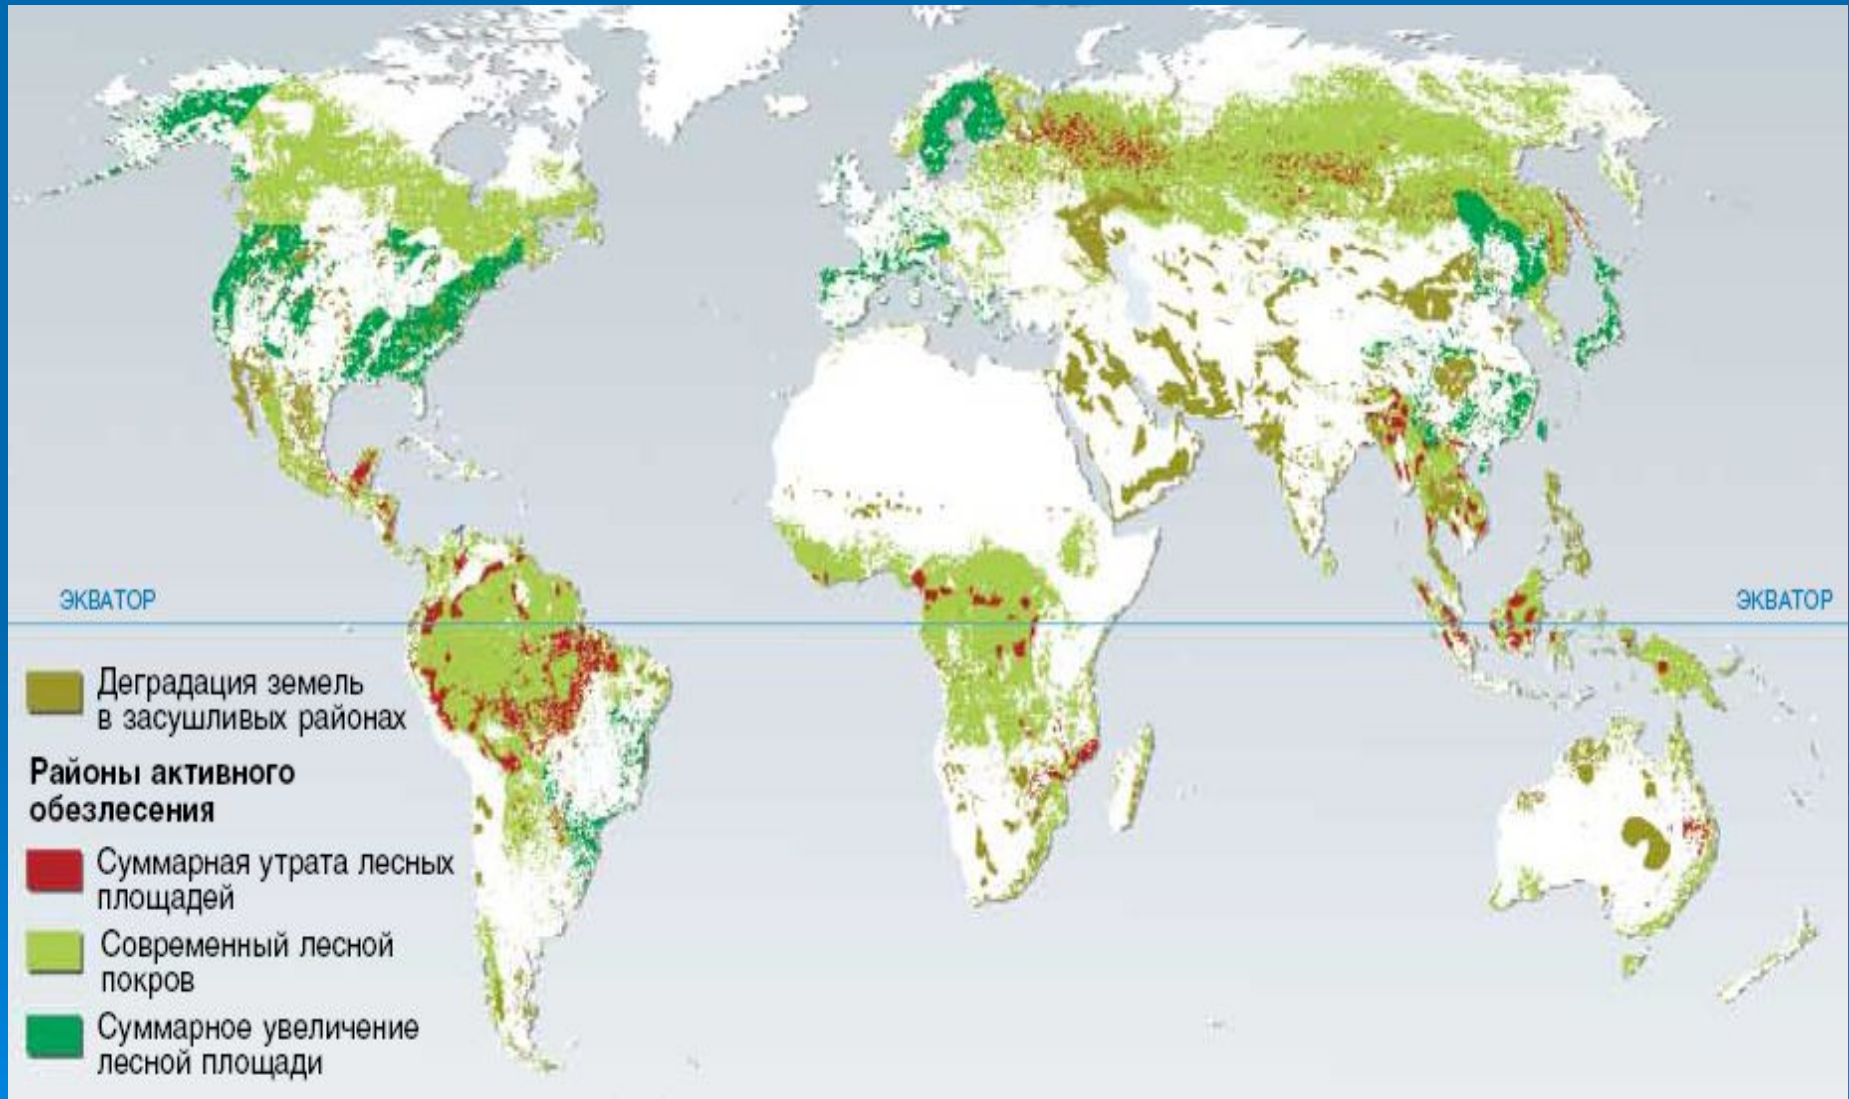 ЭКВАТОР
ЭКВАТОР
Деградация земель
в засушливых районах
Районы активного
обезлесения
Суммарная утрата лесных
площадей
Современный лесной
покров
Суммарное увеличение
лесной площади